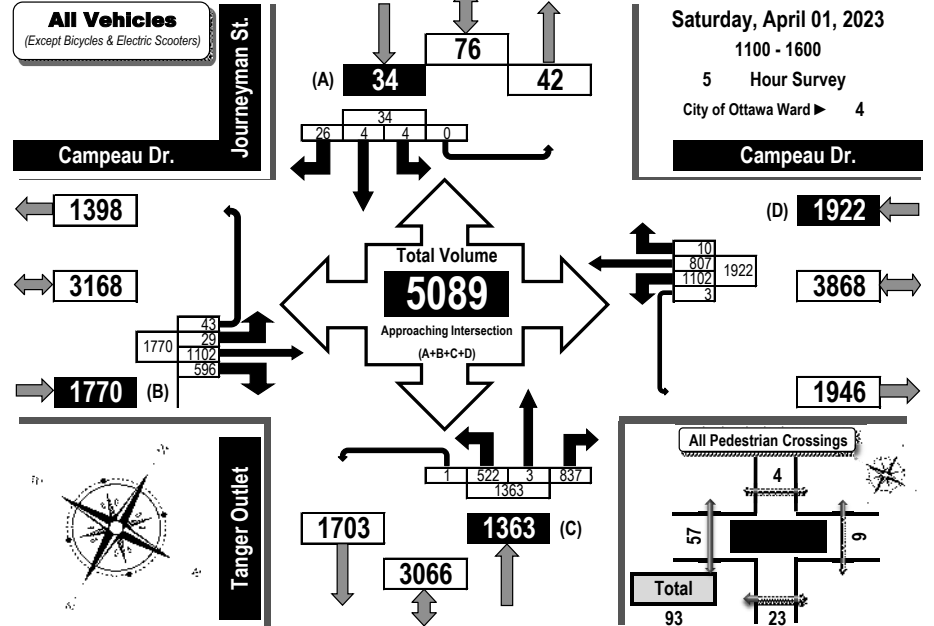 All Vehicles
(Except Bicycles & Electric Scooters)
Journeyman St.
Campeau Dr.
(A)
34
76
42
34
26 4 4 0
Saturday, April 01, 2023
1100 - 1600
5 Hour Survey
City of Ottawa Ward ► 4
Campeau Dr.
1398
3168
1770
43
29
1102
596
1770 (B)
Total Volume
5089
Approaching Intersection
(A+B+C+D)
(D) 1922
10
807
1102
3
1922
3868
1946
Tanger Outlet
1 522 3 837
1363
1703
1363 (C)
3066
All Pedestrian Crossings
4
57
9
23
Total
93